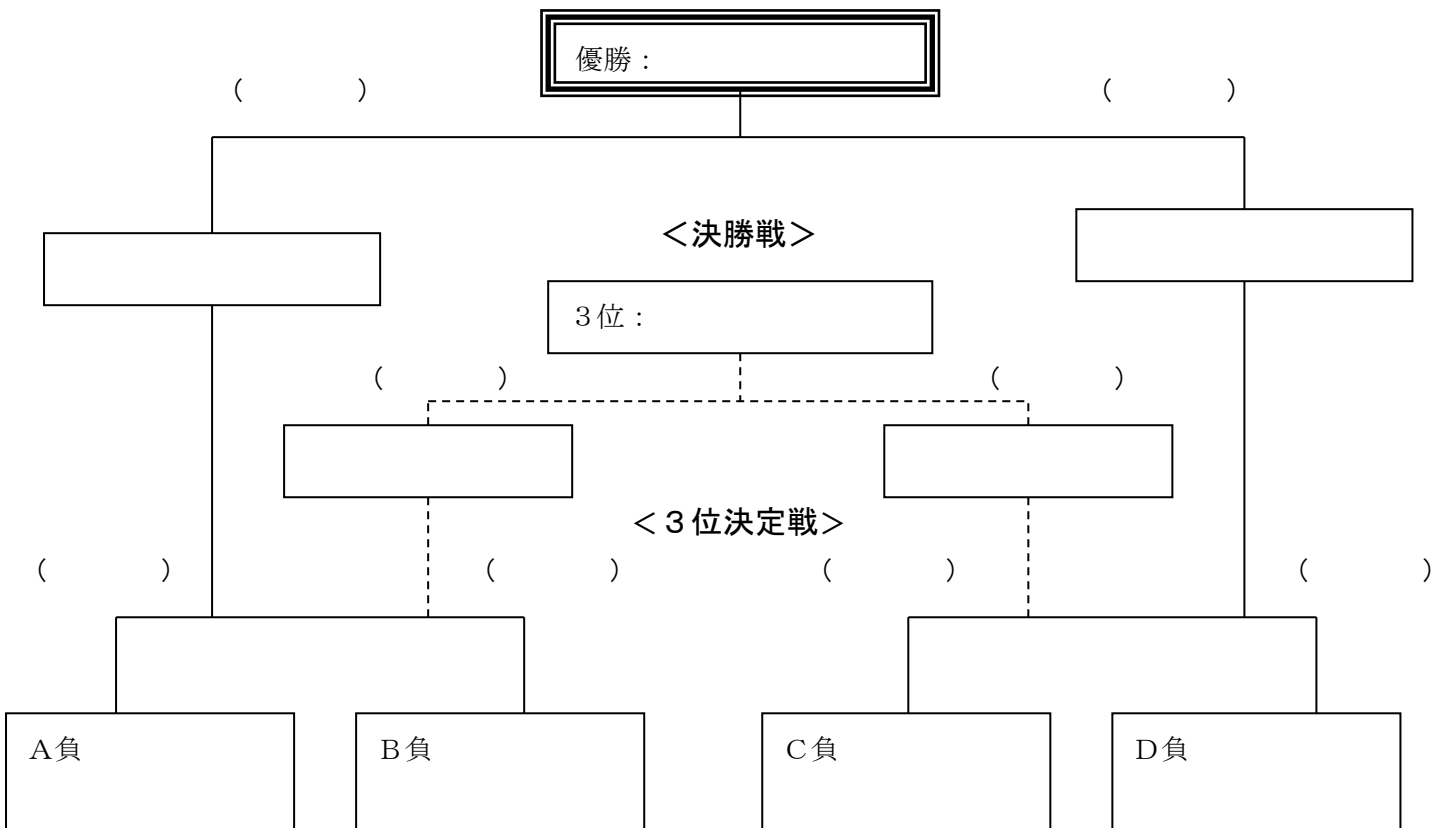 優勝：
（　　　　）
（　　　　）
＜決勝戦＞
３位：
（　　　　）
（　　　　）
＜３位決定戦＞
（　　　　）
（　　　　）
（　　　　）
（　　　　）
Ａ負
Ｂ負
Ｃ負
Ｄ負